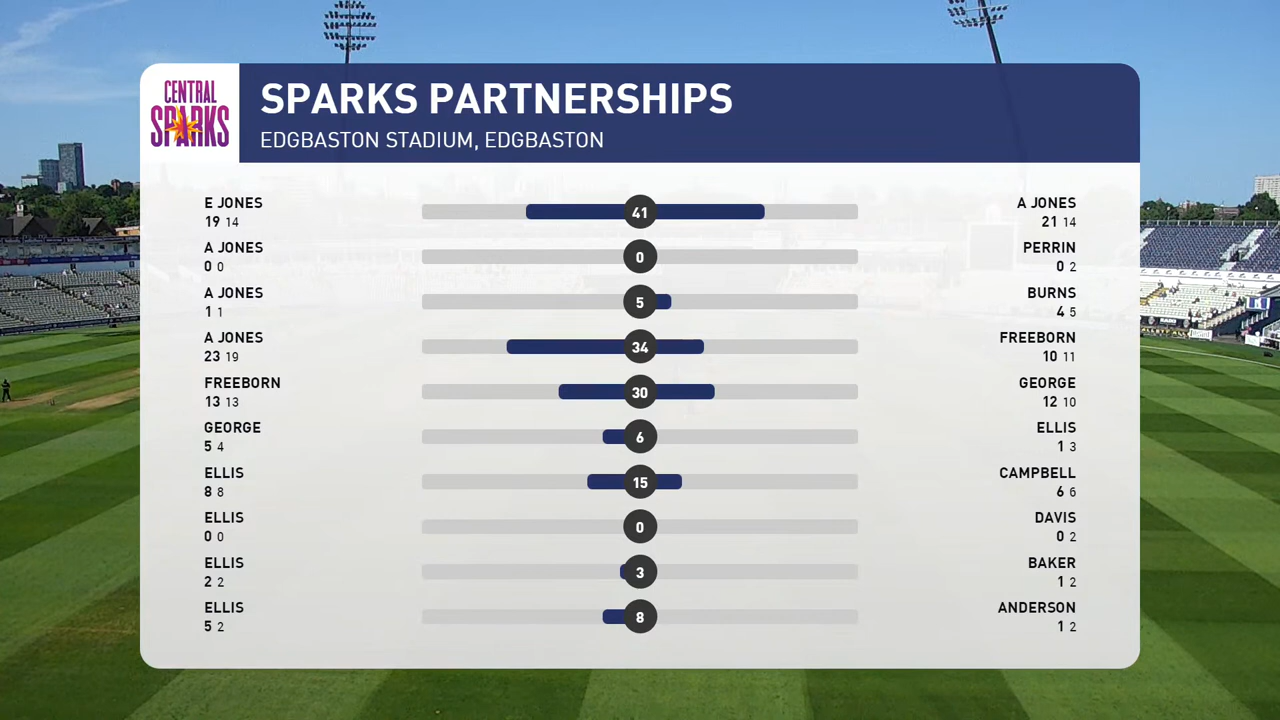 CENTRAL
SPARKS
SPARKS PARTNERSHIPS
EDGBASTON STADIUM, EDGBASTON
E JONES 41 A JONES
19 14 21 14
A JONES 0 PERRIN
0 0 0 2
A JONES 5 BURNS
1 1 4 5
A JONES 34 FREEBORN
23 19 10 11
FREEBORN 30 GEORGE
13 13 12 10
GEORGE 6 ELLIS
5 4 1 3
ELLIS 15 CAMPBELL
8 8 6 6
ELLIS 0 DAVIS
0 0 0 2
ELLIS 3 BAKER
2 2 1 2
ELLIS 8 ANDERSON
5 2 1 2